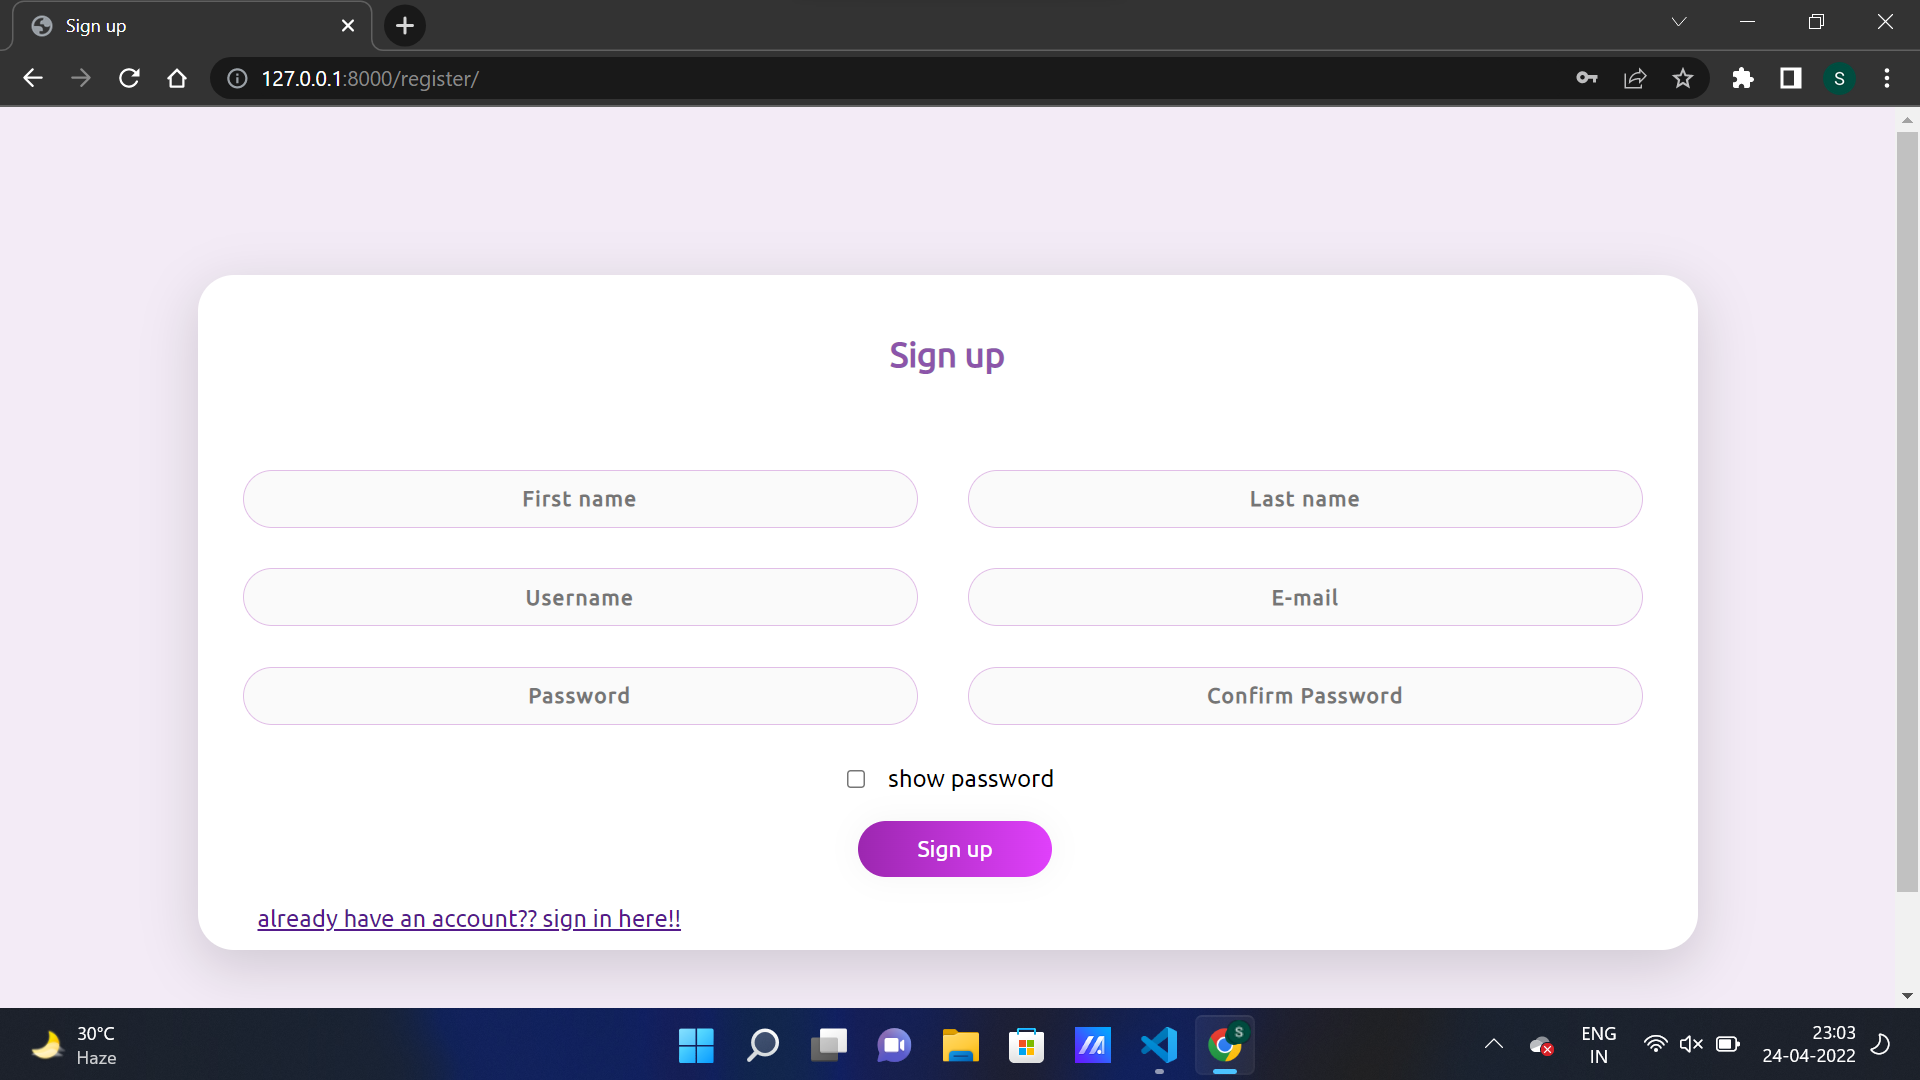 Sign up
127.0.0.1:8000/register/
S
Sign up
First name
Last name
Username
E-mail
Password
Confirm Password
show password
Sign up
already have an account?? sign in here!!
30°C
Haze
S
ENG
IN
23:03
24-04-2022